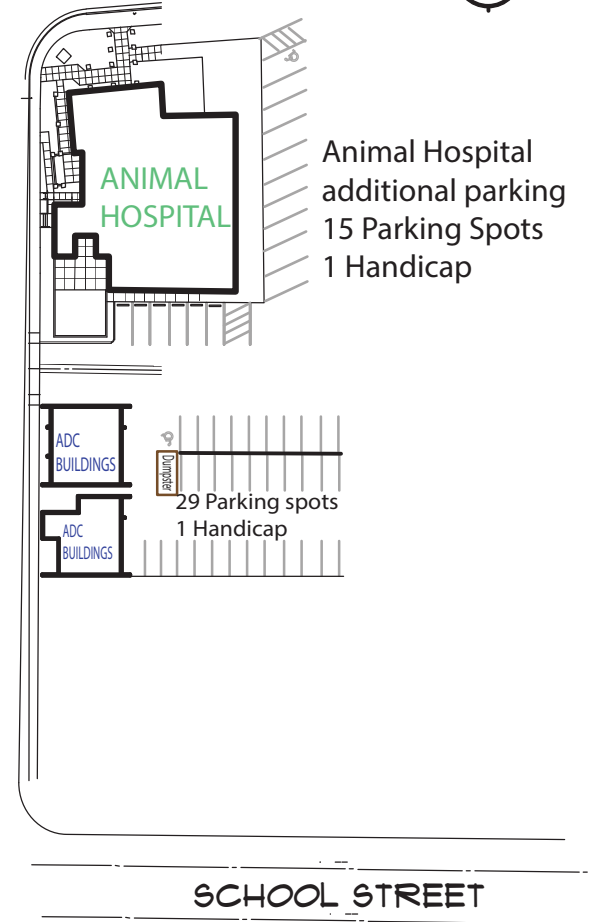 ANIMAL
HOSPITAL
Animal Hospital
additional parking
15 Parking Spots
1 Handicap
ADC
BUILDINGS
Dumpster
29 Parking spots
1 Handicap
ADC
BUILDINGS
SCHOOL STREET